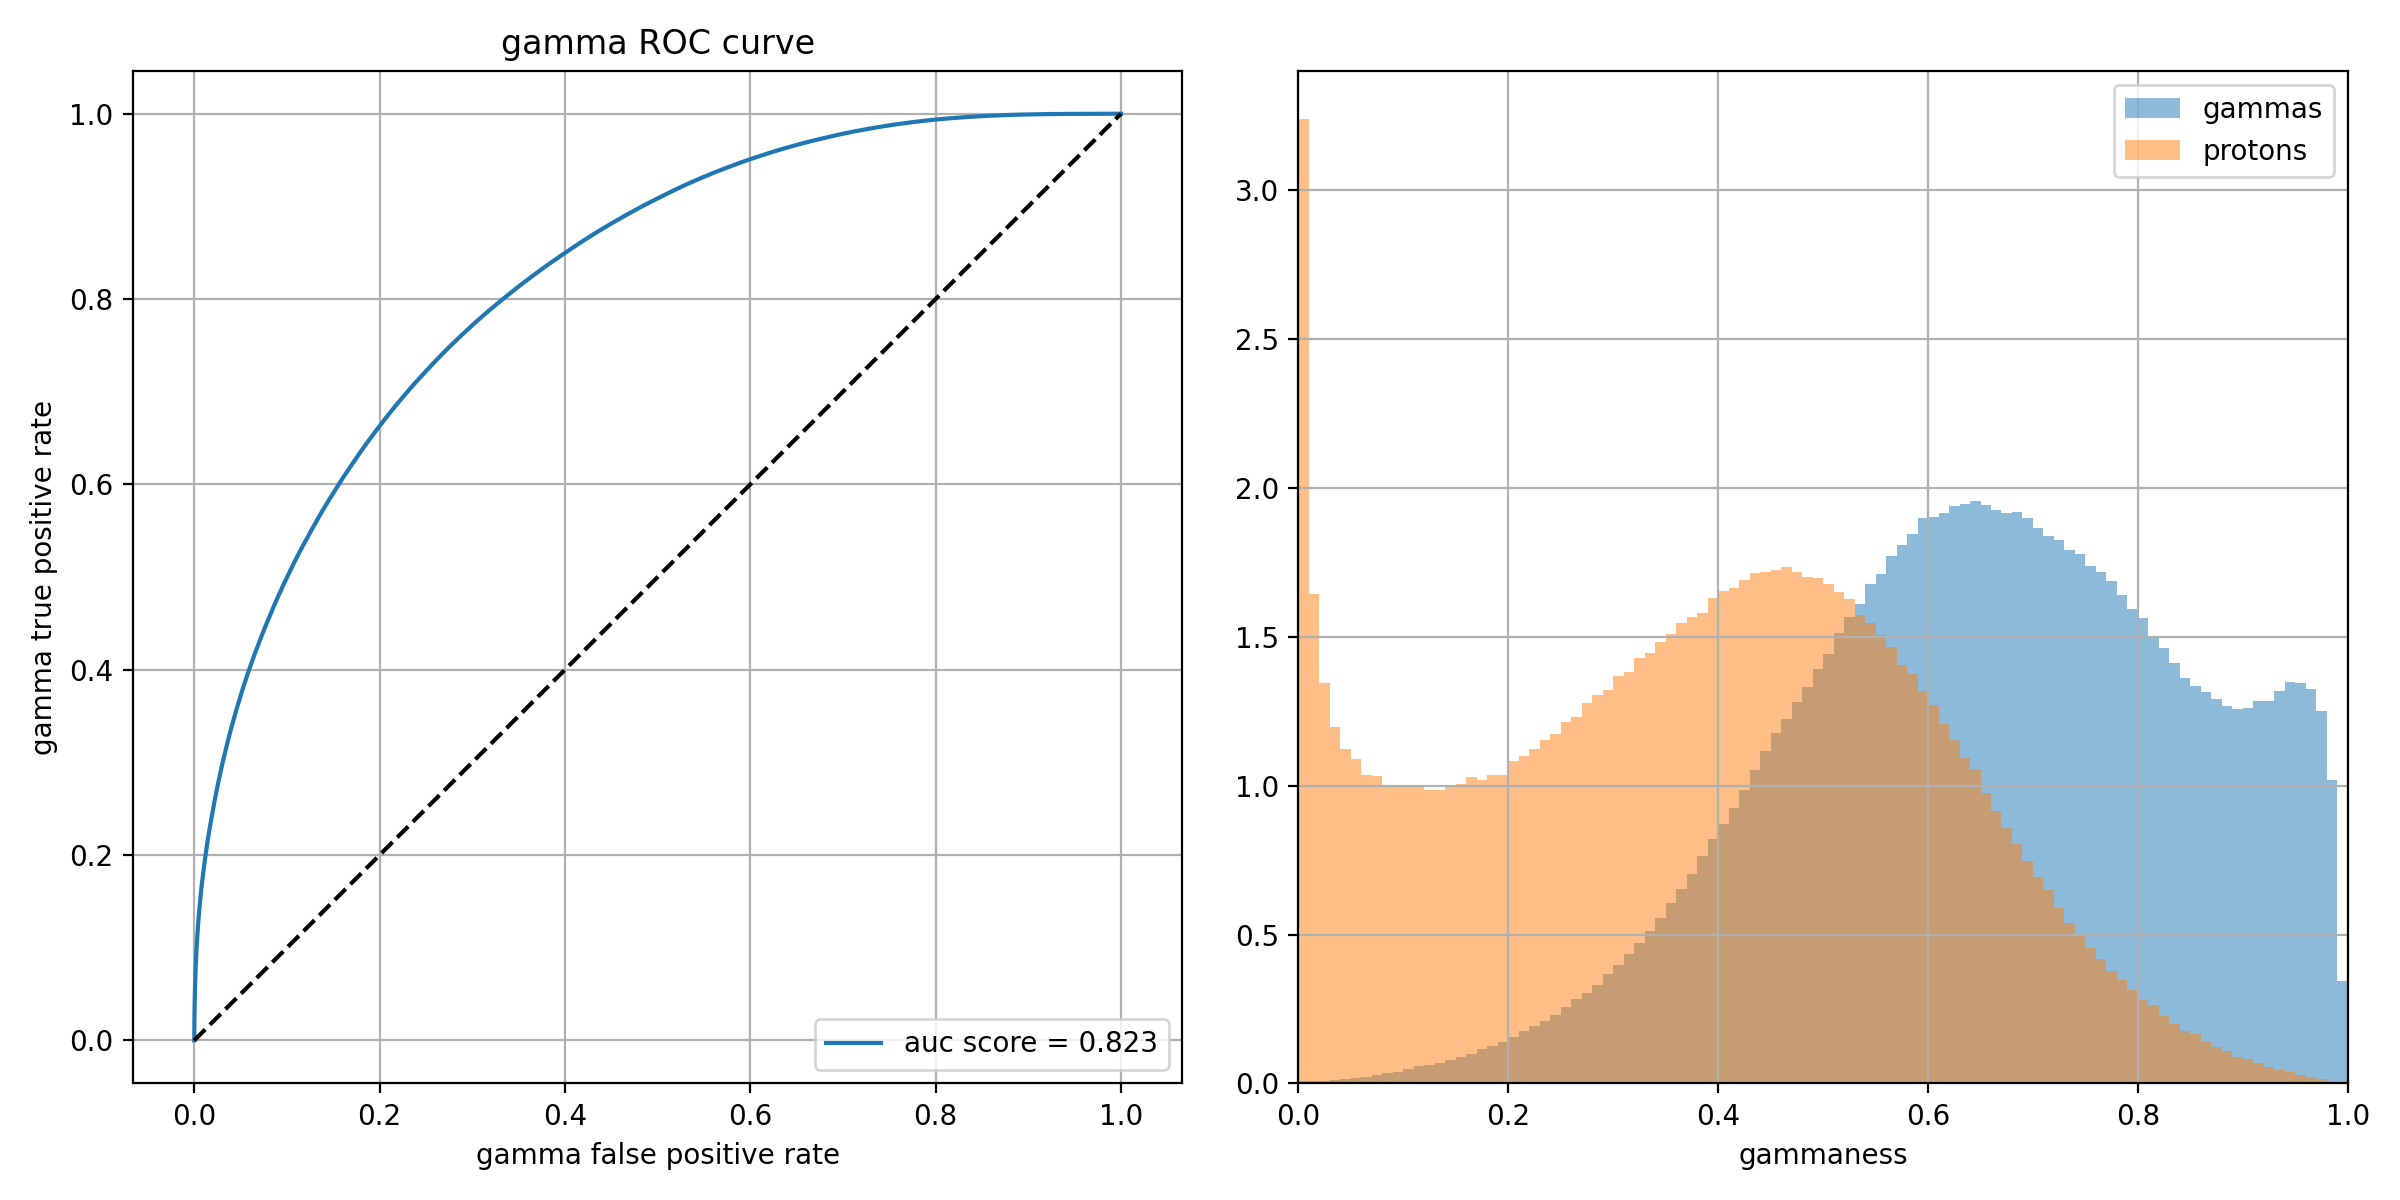 gamma ROC curve
gamma true positive rate
1.0
0.8
0.6
0.4
0.2
0.0
auc score = 0.823
0.0 0.2 0.4 0.6 0.8 1.0
gamma false positive rate
gammas
protons
3.0
2.5
2.0
1.5
1.0
0.5
0.0
0.0 0.2 0.4 0.6 0.8 1.0
gammaness